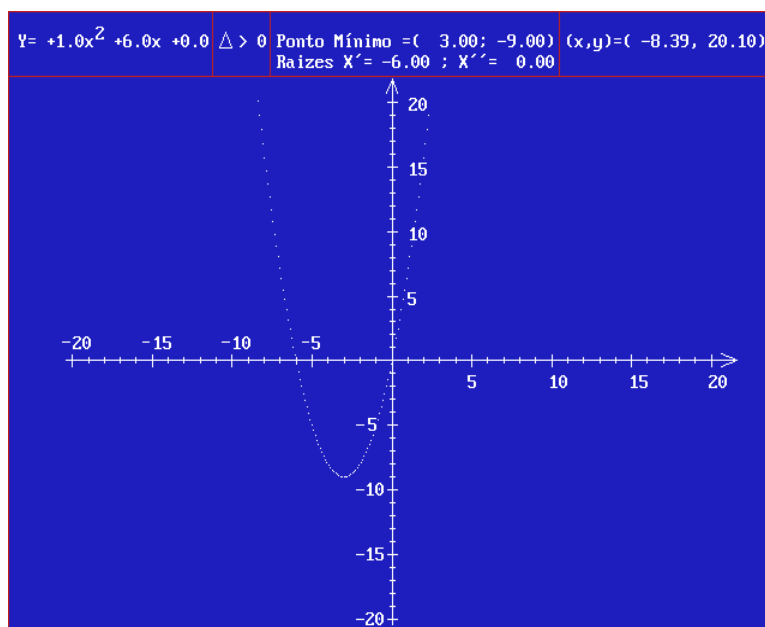 Y= +1.0x2 +6.0x +0.0 Δ > 0 Ponto Mínimo =( 3.00; -9.00) (x,y)=( -8.39, 20.10)
Raizes X´= -6.00 ; X´´= 0.00
20
15
10
5
-20 -15 -10 -5
5 10 15 20
-5
-10
-15
-20